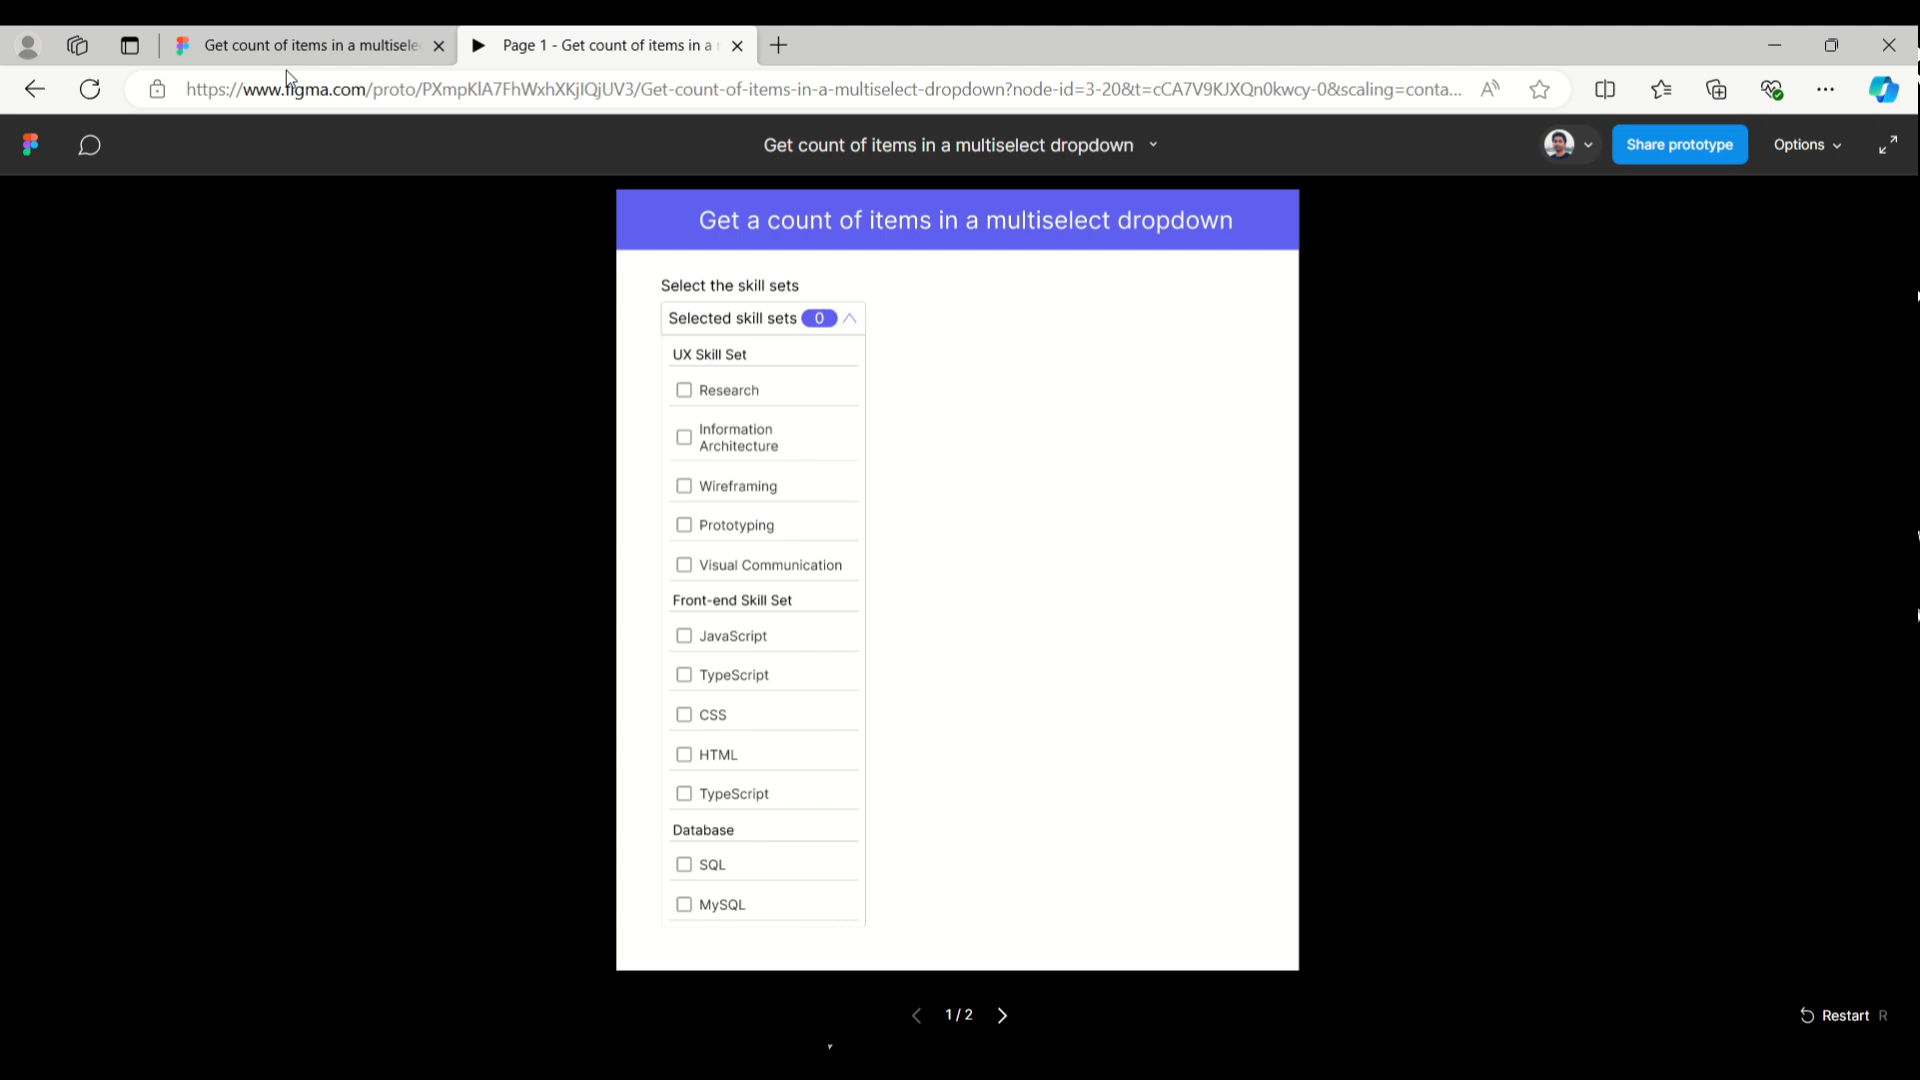 Get count of items in a multisele
Page 1 - Get count of items in a
https://www.figma.com/proto/PXmpKlA7FhWxhXKjlQjUV3/Get-count-of-items-in-a-multiselect-dropdown?node-id=3-20&t=cCA7V9KJXQn0kwcy-0&scaling=conta...
Get count of items in a multiselect dropdown
Share prototype
Options
Get a count of items in a multiselect dropdown
Select the skill sets
Selected skill sets 0
UX Skill Set
Research
Information
Architecture
Wireframing
Prototyping
Visual Communication
Front-end Skill Set
JavaScript
TypeScript
CSS
HTML
TypeScript
Database
SQL
MySQL
1 / 2
Restart R